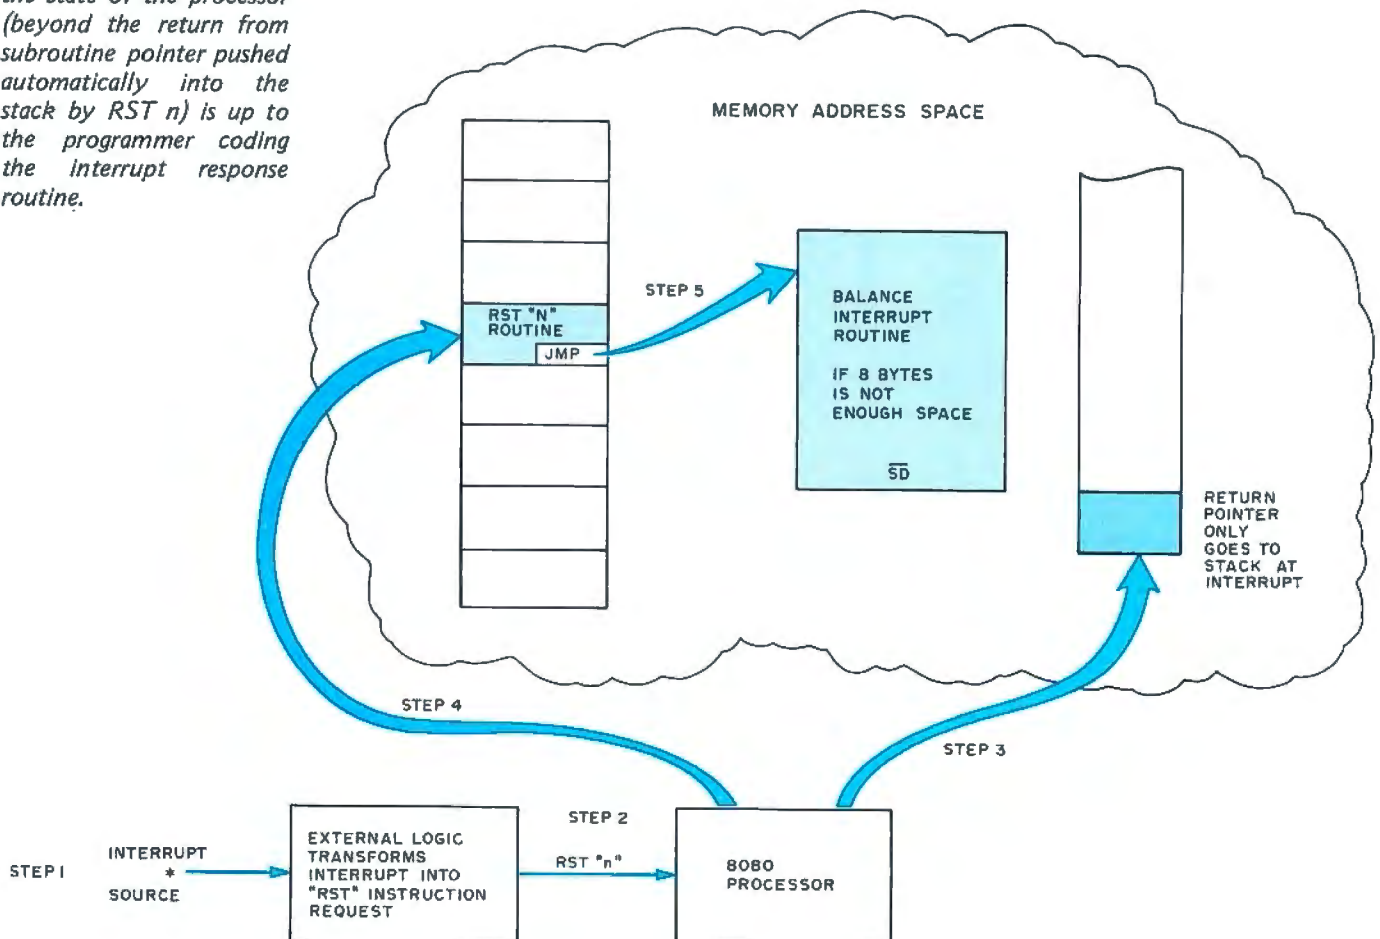 (beyond the return from
subroutine pointer pushed
automatically into the
stack by RST n) is up to
the programmer coding
the interrupt response
routine.
MEMORY ADDRESS SPACE
RST "N"
ROUTINE
JMP
STEP 5
BALANCE
INTERRUPT
ROUTINE
IF 8 BYTES
IS NOT
ENOUGH SPACE
SD
RETURN
POINTER
ONLY
GOES TO
STACK AT
INTERRUPT
STEP 4
STEP 3
STEP 1
INTERRUPT
*
SOURCE
EXTERNAL LOGIC
TRANSFORMS
INTERRUPT INTO
"RST" INSTRUCTION
REQUEST
STEP 2
RST "n"
8080
PROCESSOR